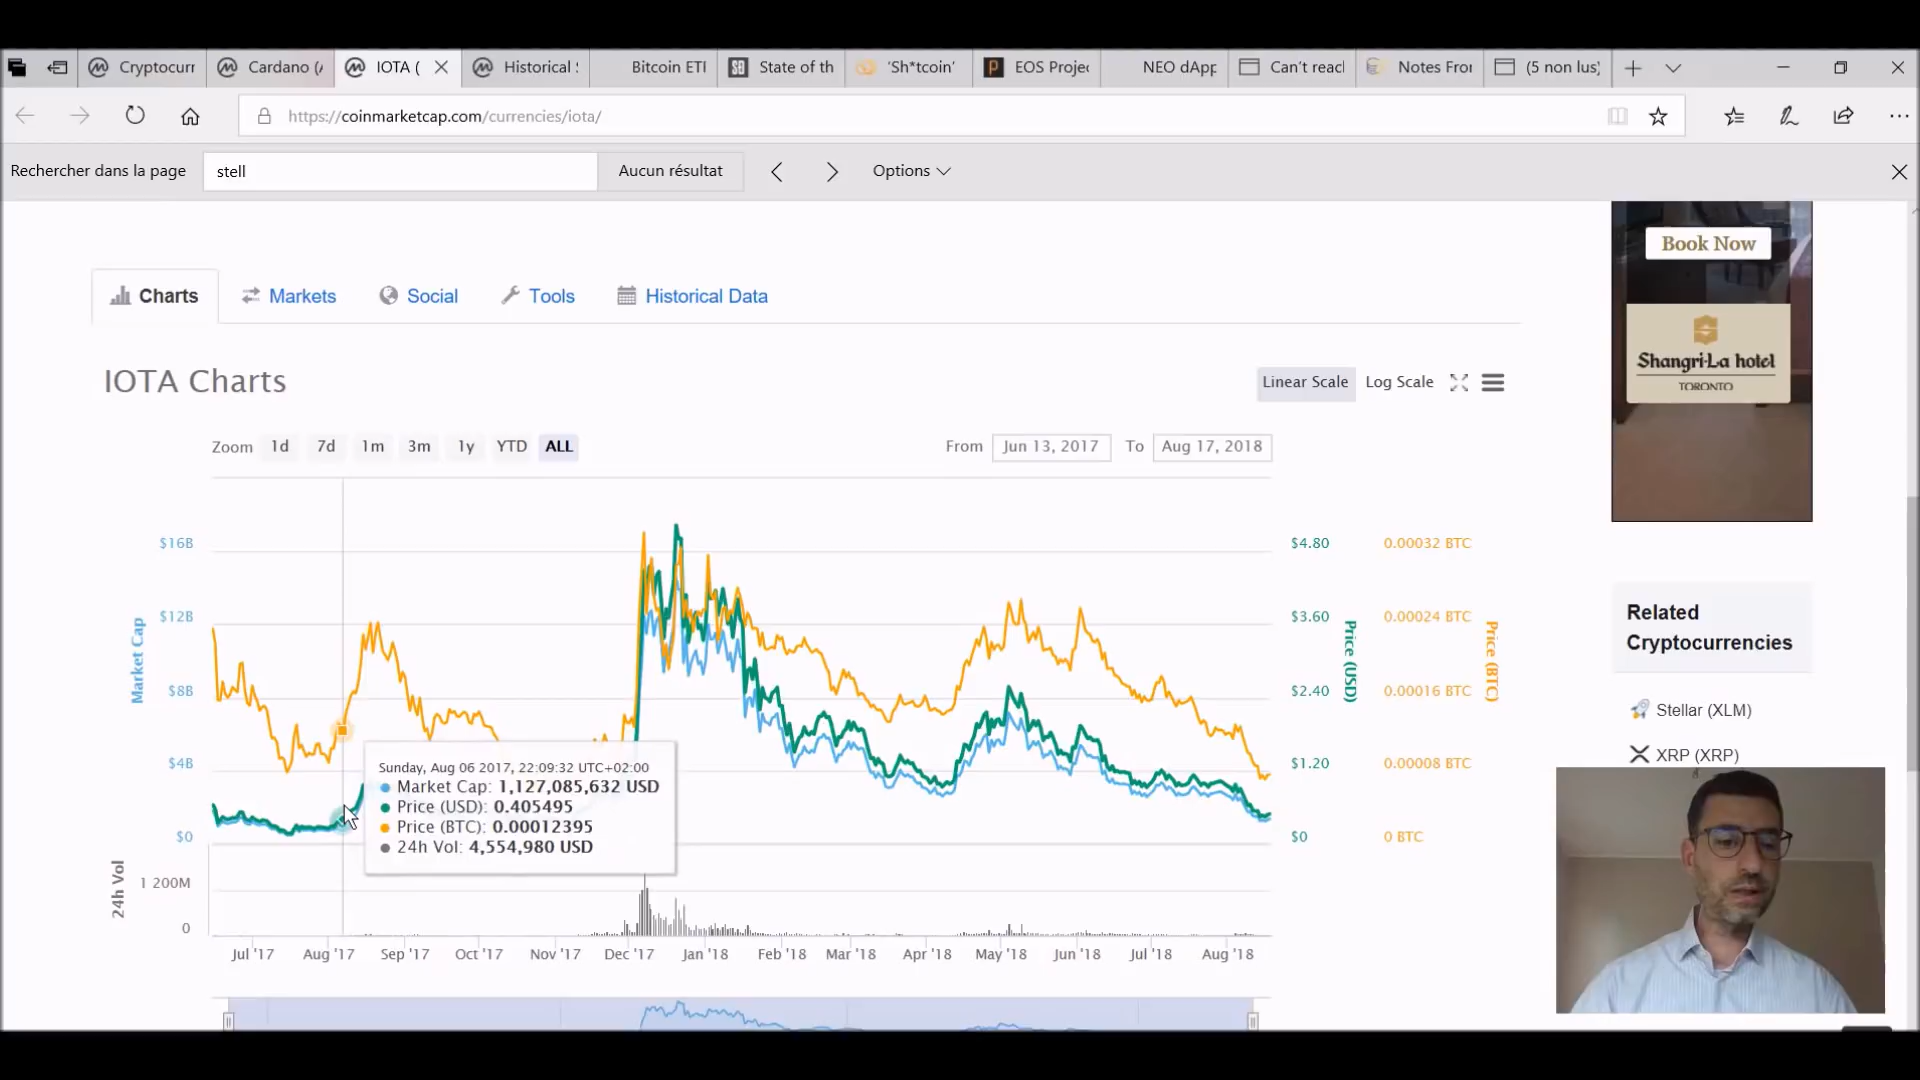 Cryptocurr
Cardano (A
IOTA (
Historical S
Bitcoin ETI
State of th
'Sh*tcoin'
EOS Projec
NEO dApp
Can't reacl
Notes Fror
(5 non lus)
https://coinmarketcap.com/currencies/iota/
Rechercher dans la page
stell
Aucun résultat
Options
Book Now
Shangri-La hotel
TORONTO
Charts
Markets
Social
Tools
Historical Data
IOTA Charts
Linear Scale
Log Scale
Zoom 1d 7d 1m 3m 1y YTD ALL
From Jun 13, 2017 To Aug 17, 2018
$16B
$12B
$8B
$4B
$0
Market Cap
$4.80
$3.60
$2.40
$1.20
$0
Price (USD)
0.00032 BTC
0.00024 BTC
0.00016 BTC
0.00008 BTC
0 BTC
Price (BTC)
Sunday, Aug 06 2017, 22:09:32 UTC+02:00
Market Cap: 1,127,085,632 USD
Price (USD): 0.405495
Price (BTC): 0.00012395
24h Vol: 4,554,980 USD
24h Vol
1 200M
0
Jul '17
Aug '17
Sep '17
Oct '17
Nov '17
Dec '17
Jan '18
Feb '18
Mar '18
Apr '18
May '18
Jun '18
Jul '18
Aug '18
Related
Cryptocurrencies
Stellar (XLM)
XRP (XRP)